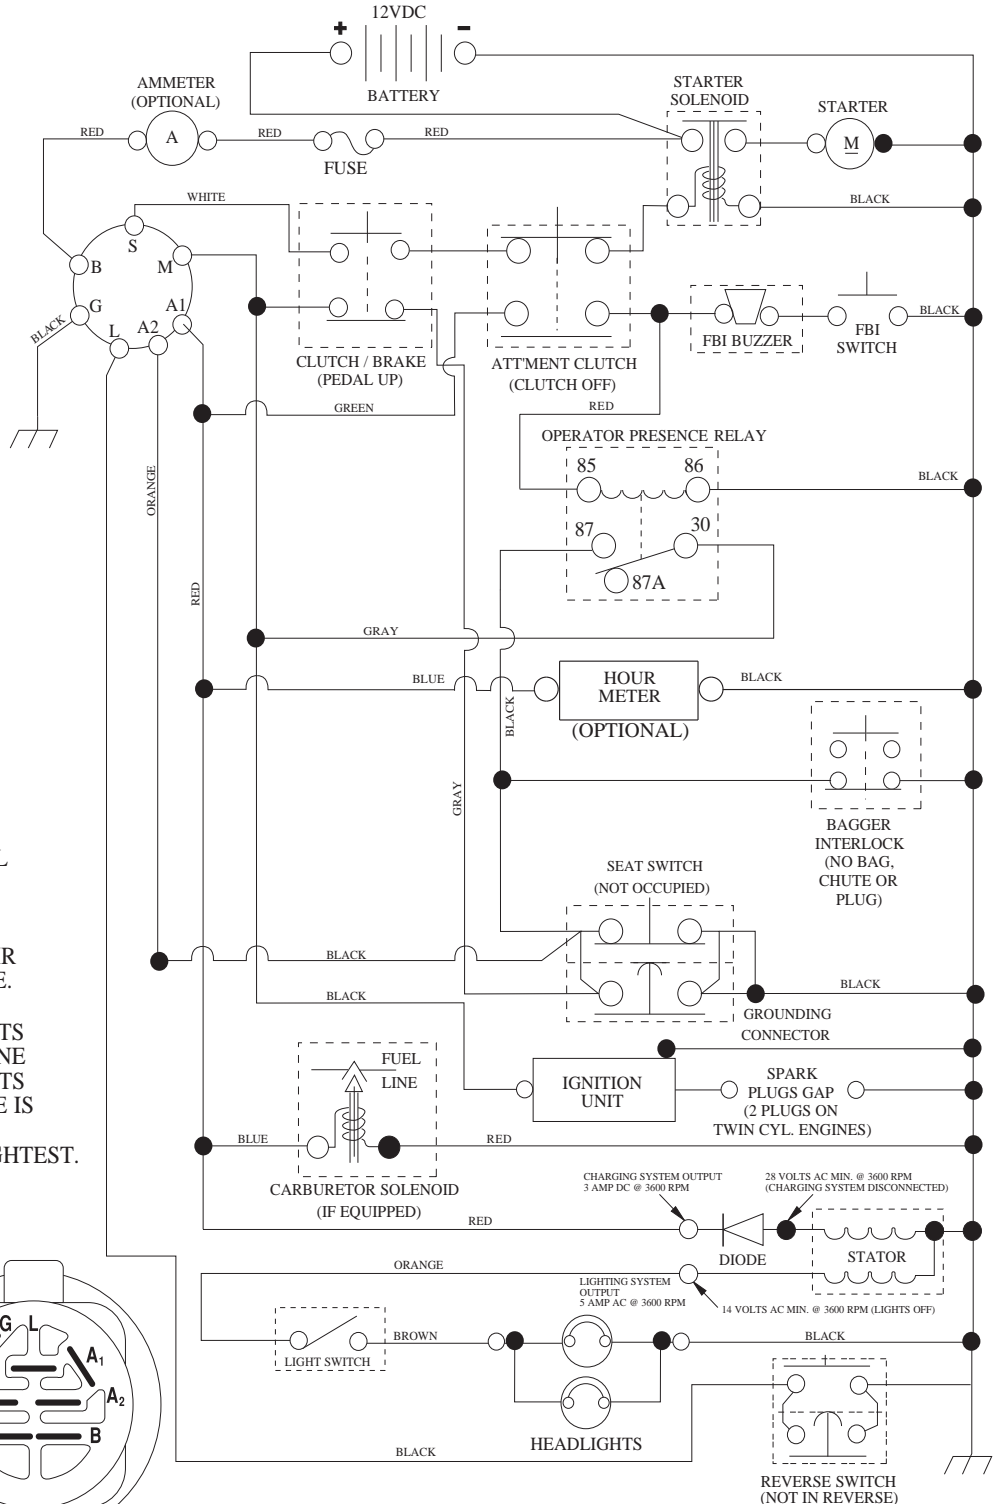 12VDC
+
-
BATTERY
AMMETER
(OPTIONAL)
RED
A
RED
FUSE
RED
STARTER
SOLENOID
STARTER
M
BLACK
WHITE
S
B
M
G
A1
L
A2
BLACK
CLUTCH / BRAKE
(PEDAL UP)
ATT'MENT CLUTCH
(CLUTCH OFF)
FBI BUZZER
FBI
SWITCH
BLACK
GREEN
RED
OPERATOR PRESENCE RELAY
85
86
BLACK
87
30
87A
ORANGE
RED
GRAY
BLUE
HOUR
METER
(OPTIONAL)
BLACK
BLACK
GRAY
BAGGER
INTERLOCK
(NO BAG,
CHUTE OR
PLUG)
SEAT SWITCH
(NOT OCCUPIED)
L
R
E.
TS
NE
TS
E IS
GHTEST.
BLACK
BLACK
BLACK
GROUNDING
CONNECTOR
FUEL
LINE
IGNITION
UNIT
SPARK
PLUGS GAP
(2 PLUGS ON
TWIN CYL. ENGINES)
BLUE
RED
CARBURETOR SOLENOID
(IF EQUIPPED)
CHARGING SYSTEM OUTPUT
3 AMP DC @ 3600 RPM
28 VOLTS AC MIN. @ 3600 RPM
(CHARGING SYSTEM DISCONNECTED)
RED
DIODE
STATOR
ORANGE
LIGHTING SYSTEM
OUTPUT
5 AMP AC @ 3600 RPM
14 VOLTS AC MIN. @ 3600 RPM (LIGHTS OFF)
LIGHT SWITCH
BROWN
BLACK
HEADLIGHTS
G
L
A1
A2
B
BLACK
REVERSE SWITCH
(NOT IN REVERSE)